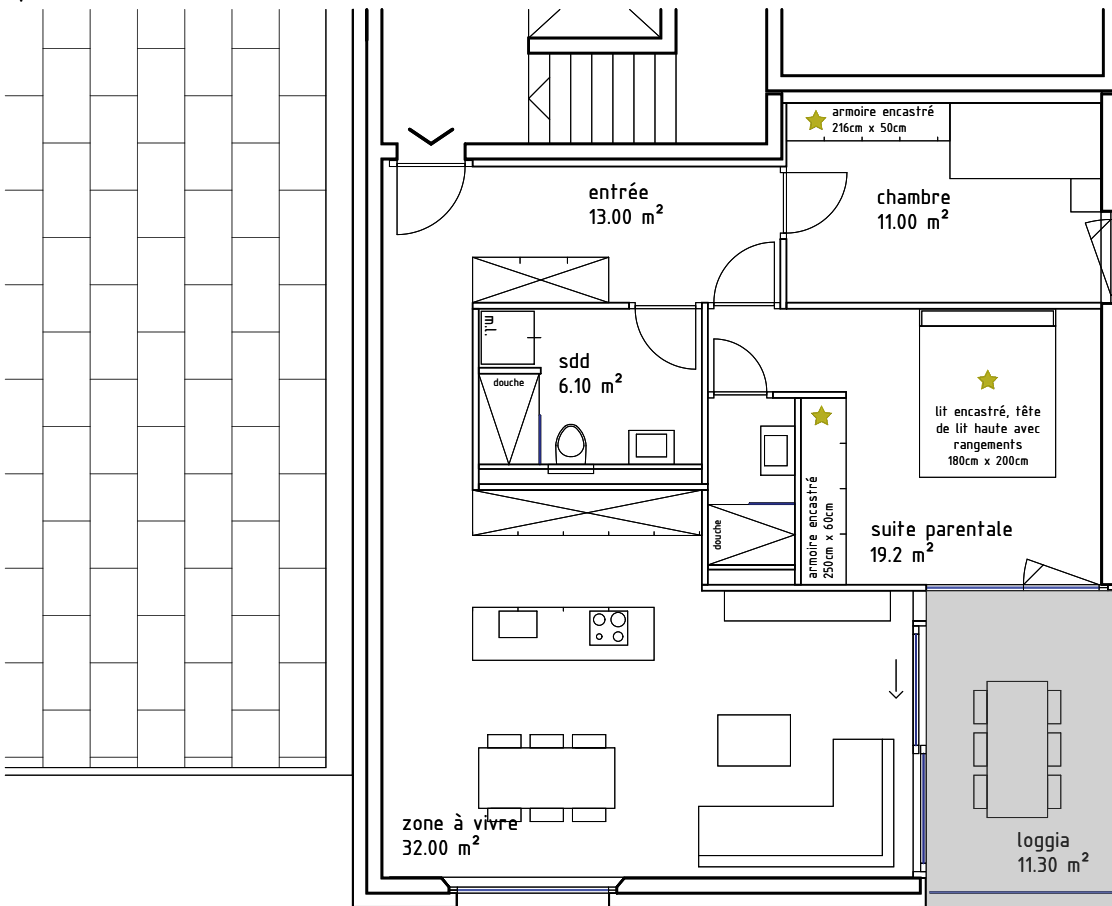 armoire encastré
216cm x 50cm
entrée
13.00 m²
chambre
11.00 m²
m.l.
sdd
6.10 m²
douche
lit encastré, tête
de lit haute avec
rangements
180cm x 200cm
armoire encastré
250cm x 60cm
douche
suite parentale
19.2 m²
zone à vivre
32.00 m²
loggia
11.30 m²